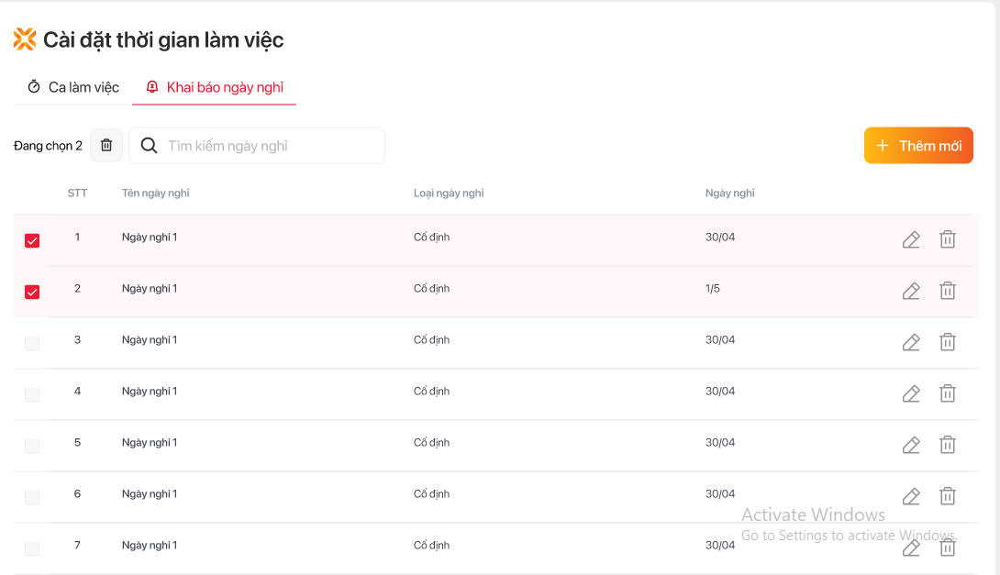 Cài đặt thời gian làm việc
Ca làm việc Khai báo ngày nghỉ
Đang chọn 2 Tìm kiếm ngày nghỉ Thêm mới
STT Tên ngày nghỉ Loại ngày nghỉ Ngày nghỉ
1 Ngày nghỉ 1 Cố định 30/04
2 Ngày nghỉ 1 Cố định 1/5
3 Ngày nghỉ 1 Cố định 30/04
4 Ngày nghỉ 1 Cố định 30/04
5 Ngày nghỉ 1 Cố định 30/04
6 Ngày nghỉ 1 Cố định 30/04
Activate Windows
Go to Settings to activate Windows.
7 Ngày nghỉ 1 Cố định 30/04